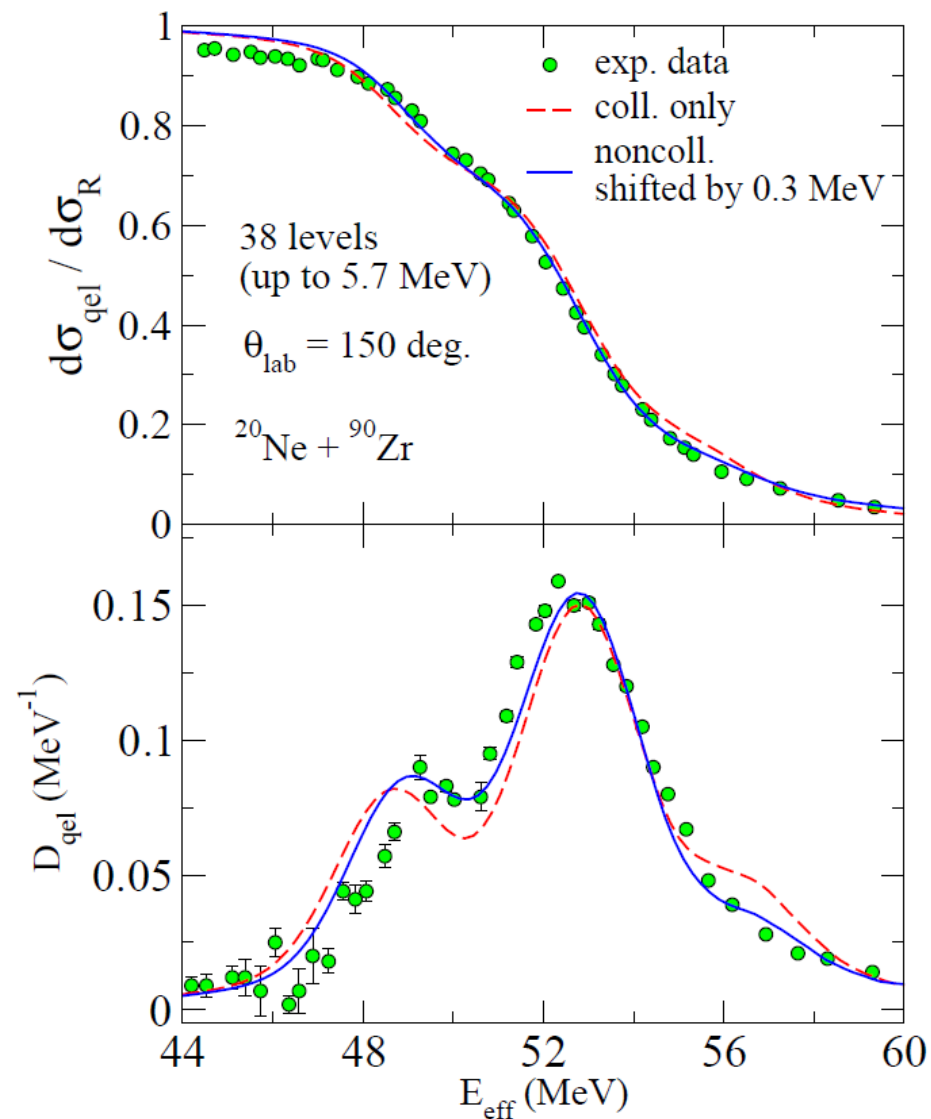 1
0.8
0.6
0.4
0.2
0
dσqel / dσR
exp. data
coll. only
noncoll.
shifted by 0.3 MeV
38 levels
(up to 5.7 MeV)
θlab = 150 deg.
²⁰Ne + ⁹⁰Zr
0.15
0.1
0.05
0
Dqel (MeV⁻¹)
44 48 52 56 60
Eeff (MeV)